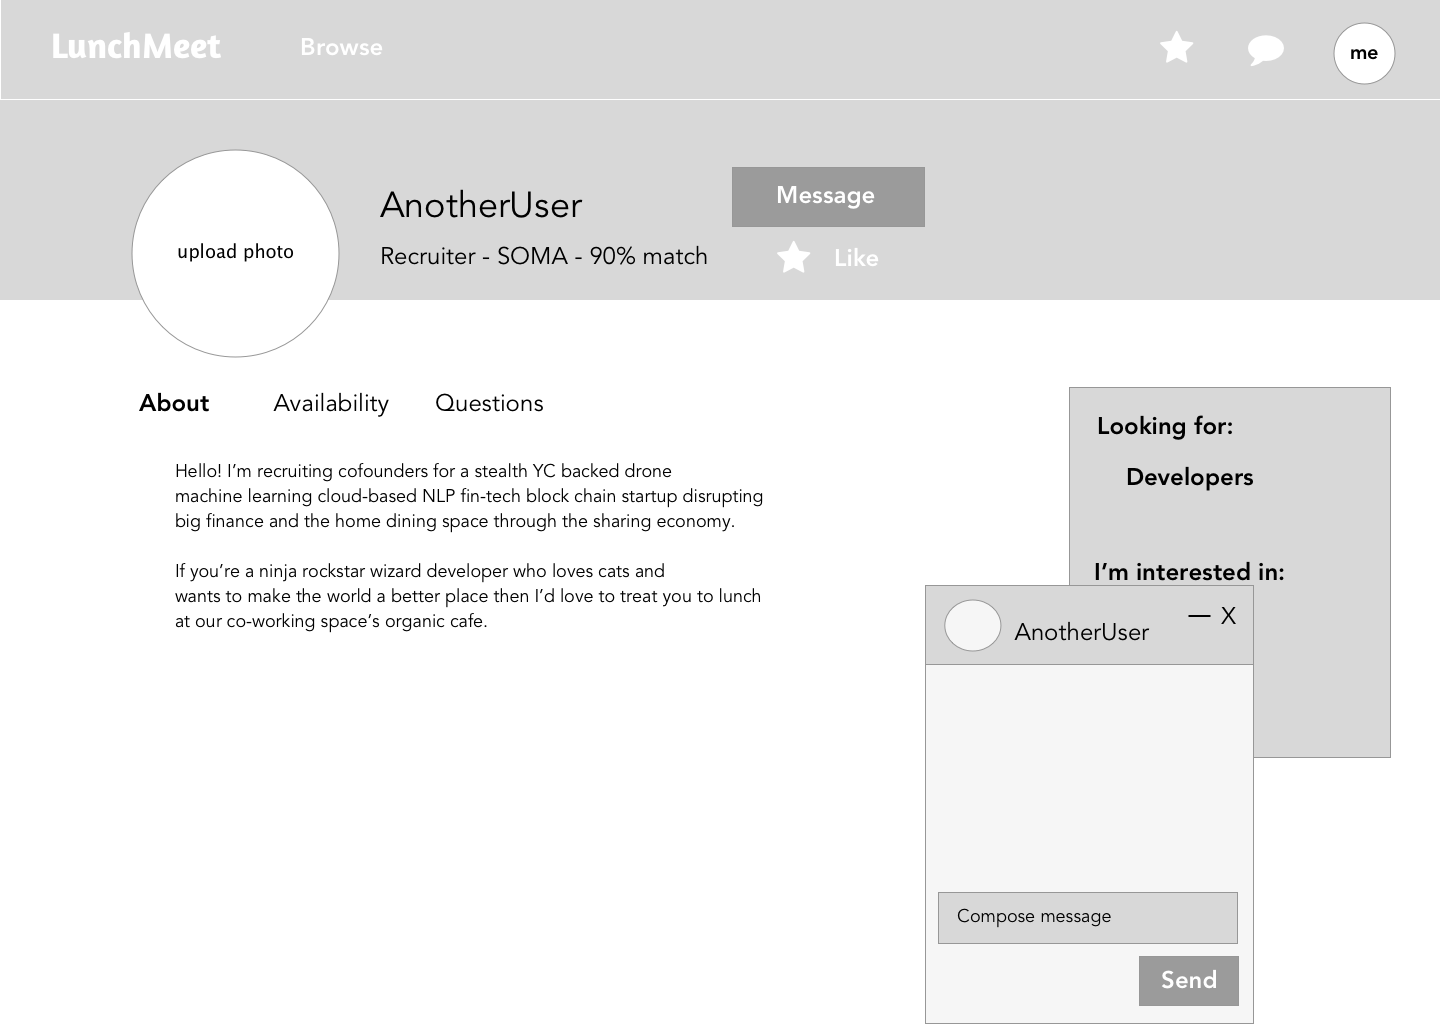 LunchMeet
Browse
me
upload photo
AnotherUser
Recruiter - SOMA - 90% match
Message
Like
About
Availability
Questions
Hello! I’m recruiting cofounders for a stealth YC backed drone
machine learning cloud-based NLP fin-tech block chain startup disrupting
big finance and the home dining space through the sharing economy.
If you’re a ninja rockstar wizard developer who loves cats and
wants to make the world a better place then I’d love to treat you to lunch
at our co-working space’s organic cafe.
Looking for:
Developers
I’m interested in:
AnotherUser
— X
Compose message
Send